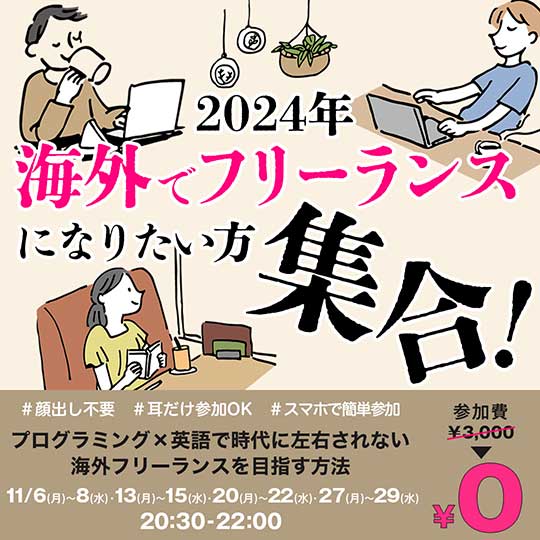 2024年
海外でフリーランス
になりたい方
集合!
#顔出し不要 #耳だけ参加OK #スマホで簡単参加
プログラミング×英語で時代に左右されない
海外フリーランスを目指す方法
11/6(月)~8(水)・13(月)~15(水)・20(月)~22(水)・27(月)~29(水)
20:30-22:00
参加費
¥3,000
¥0